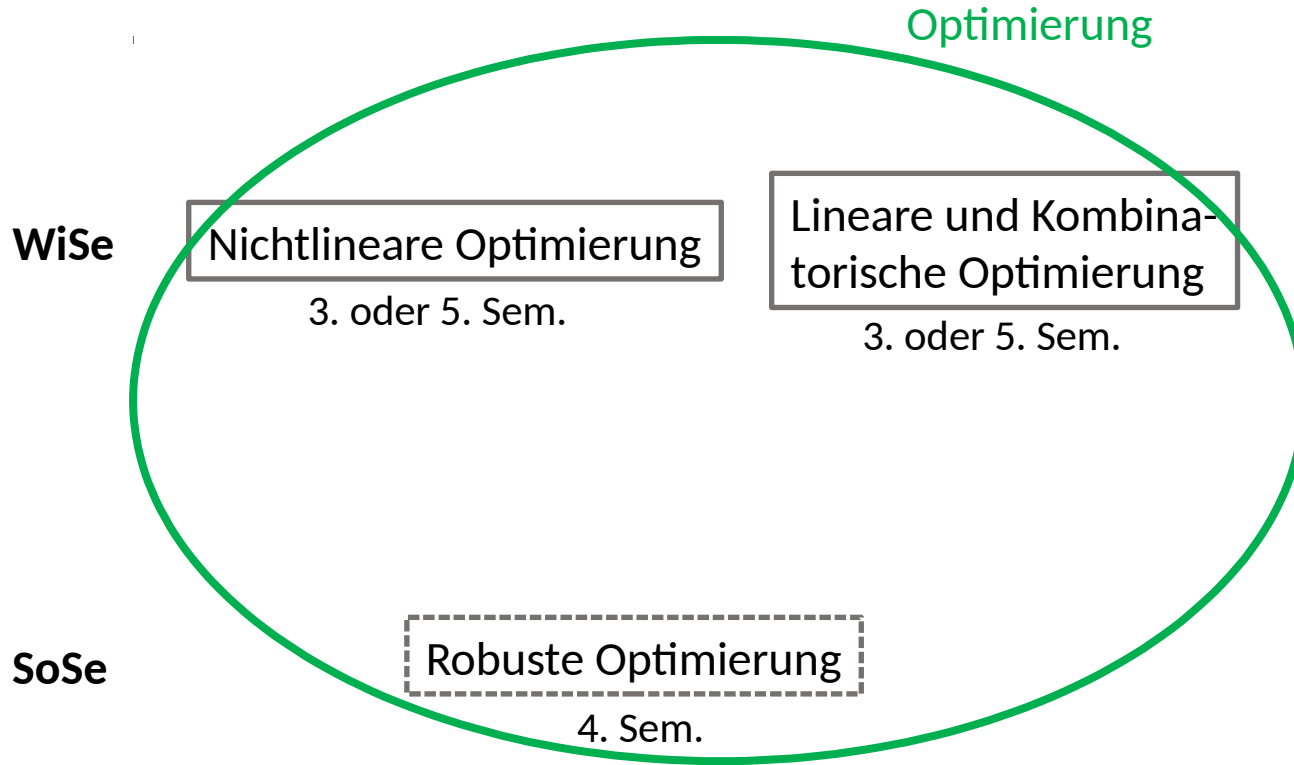 Optimierung
WiSe
Nichtlineare Optimierung
3. oder 5. Sem.
Lineare und Kombina-
torische Optimierung
3. oder 5. Sem.
SoSe
Robuste Optimierung
4. Sem.